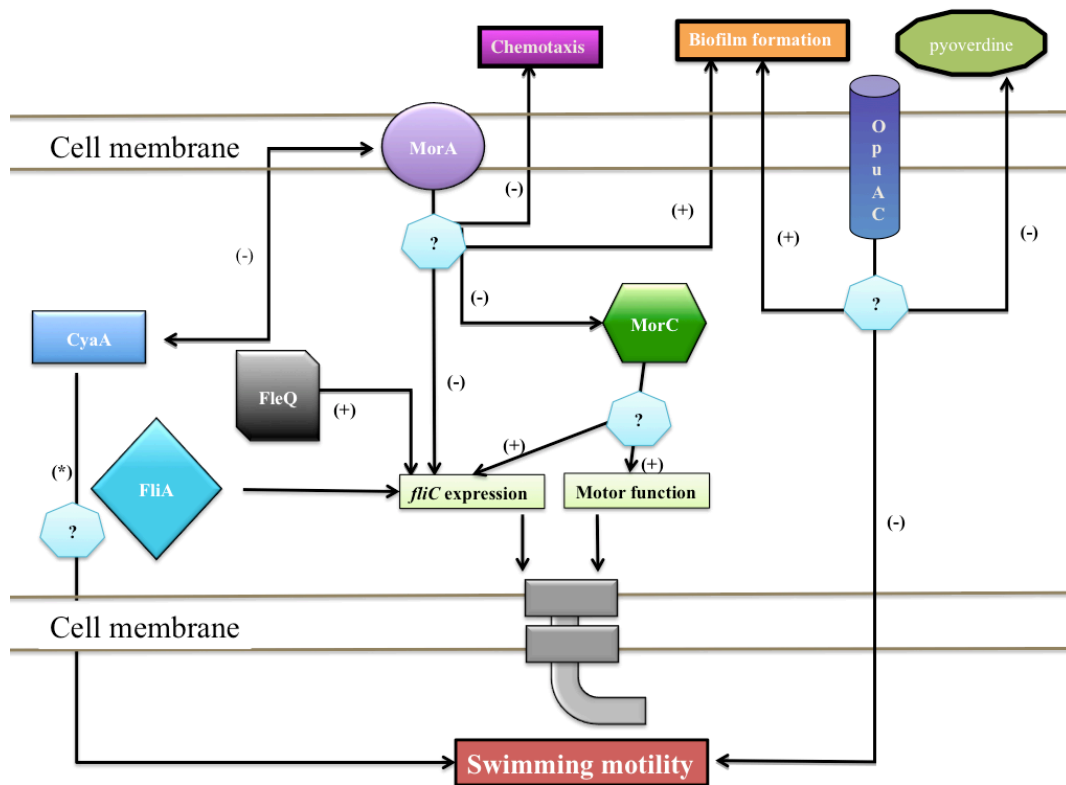 Chemotaxis
Biofilm formation
pyoverdine
Cell membrane
MorA
O
p
u
A
C
(-)
(+)
(+)
(-)
?
(-)
(-)
?
CyaA
MorC
FleQ
(+)
(-)
?
(+)
(+)
(*)
FliA
fliC expression
Motor function
?
(-)
Cell membrane
Swimming motility